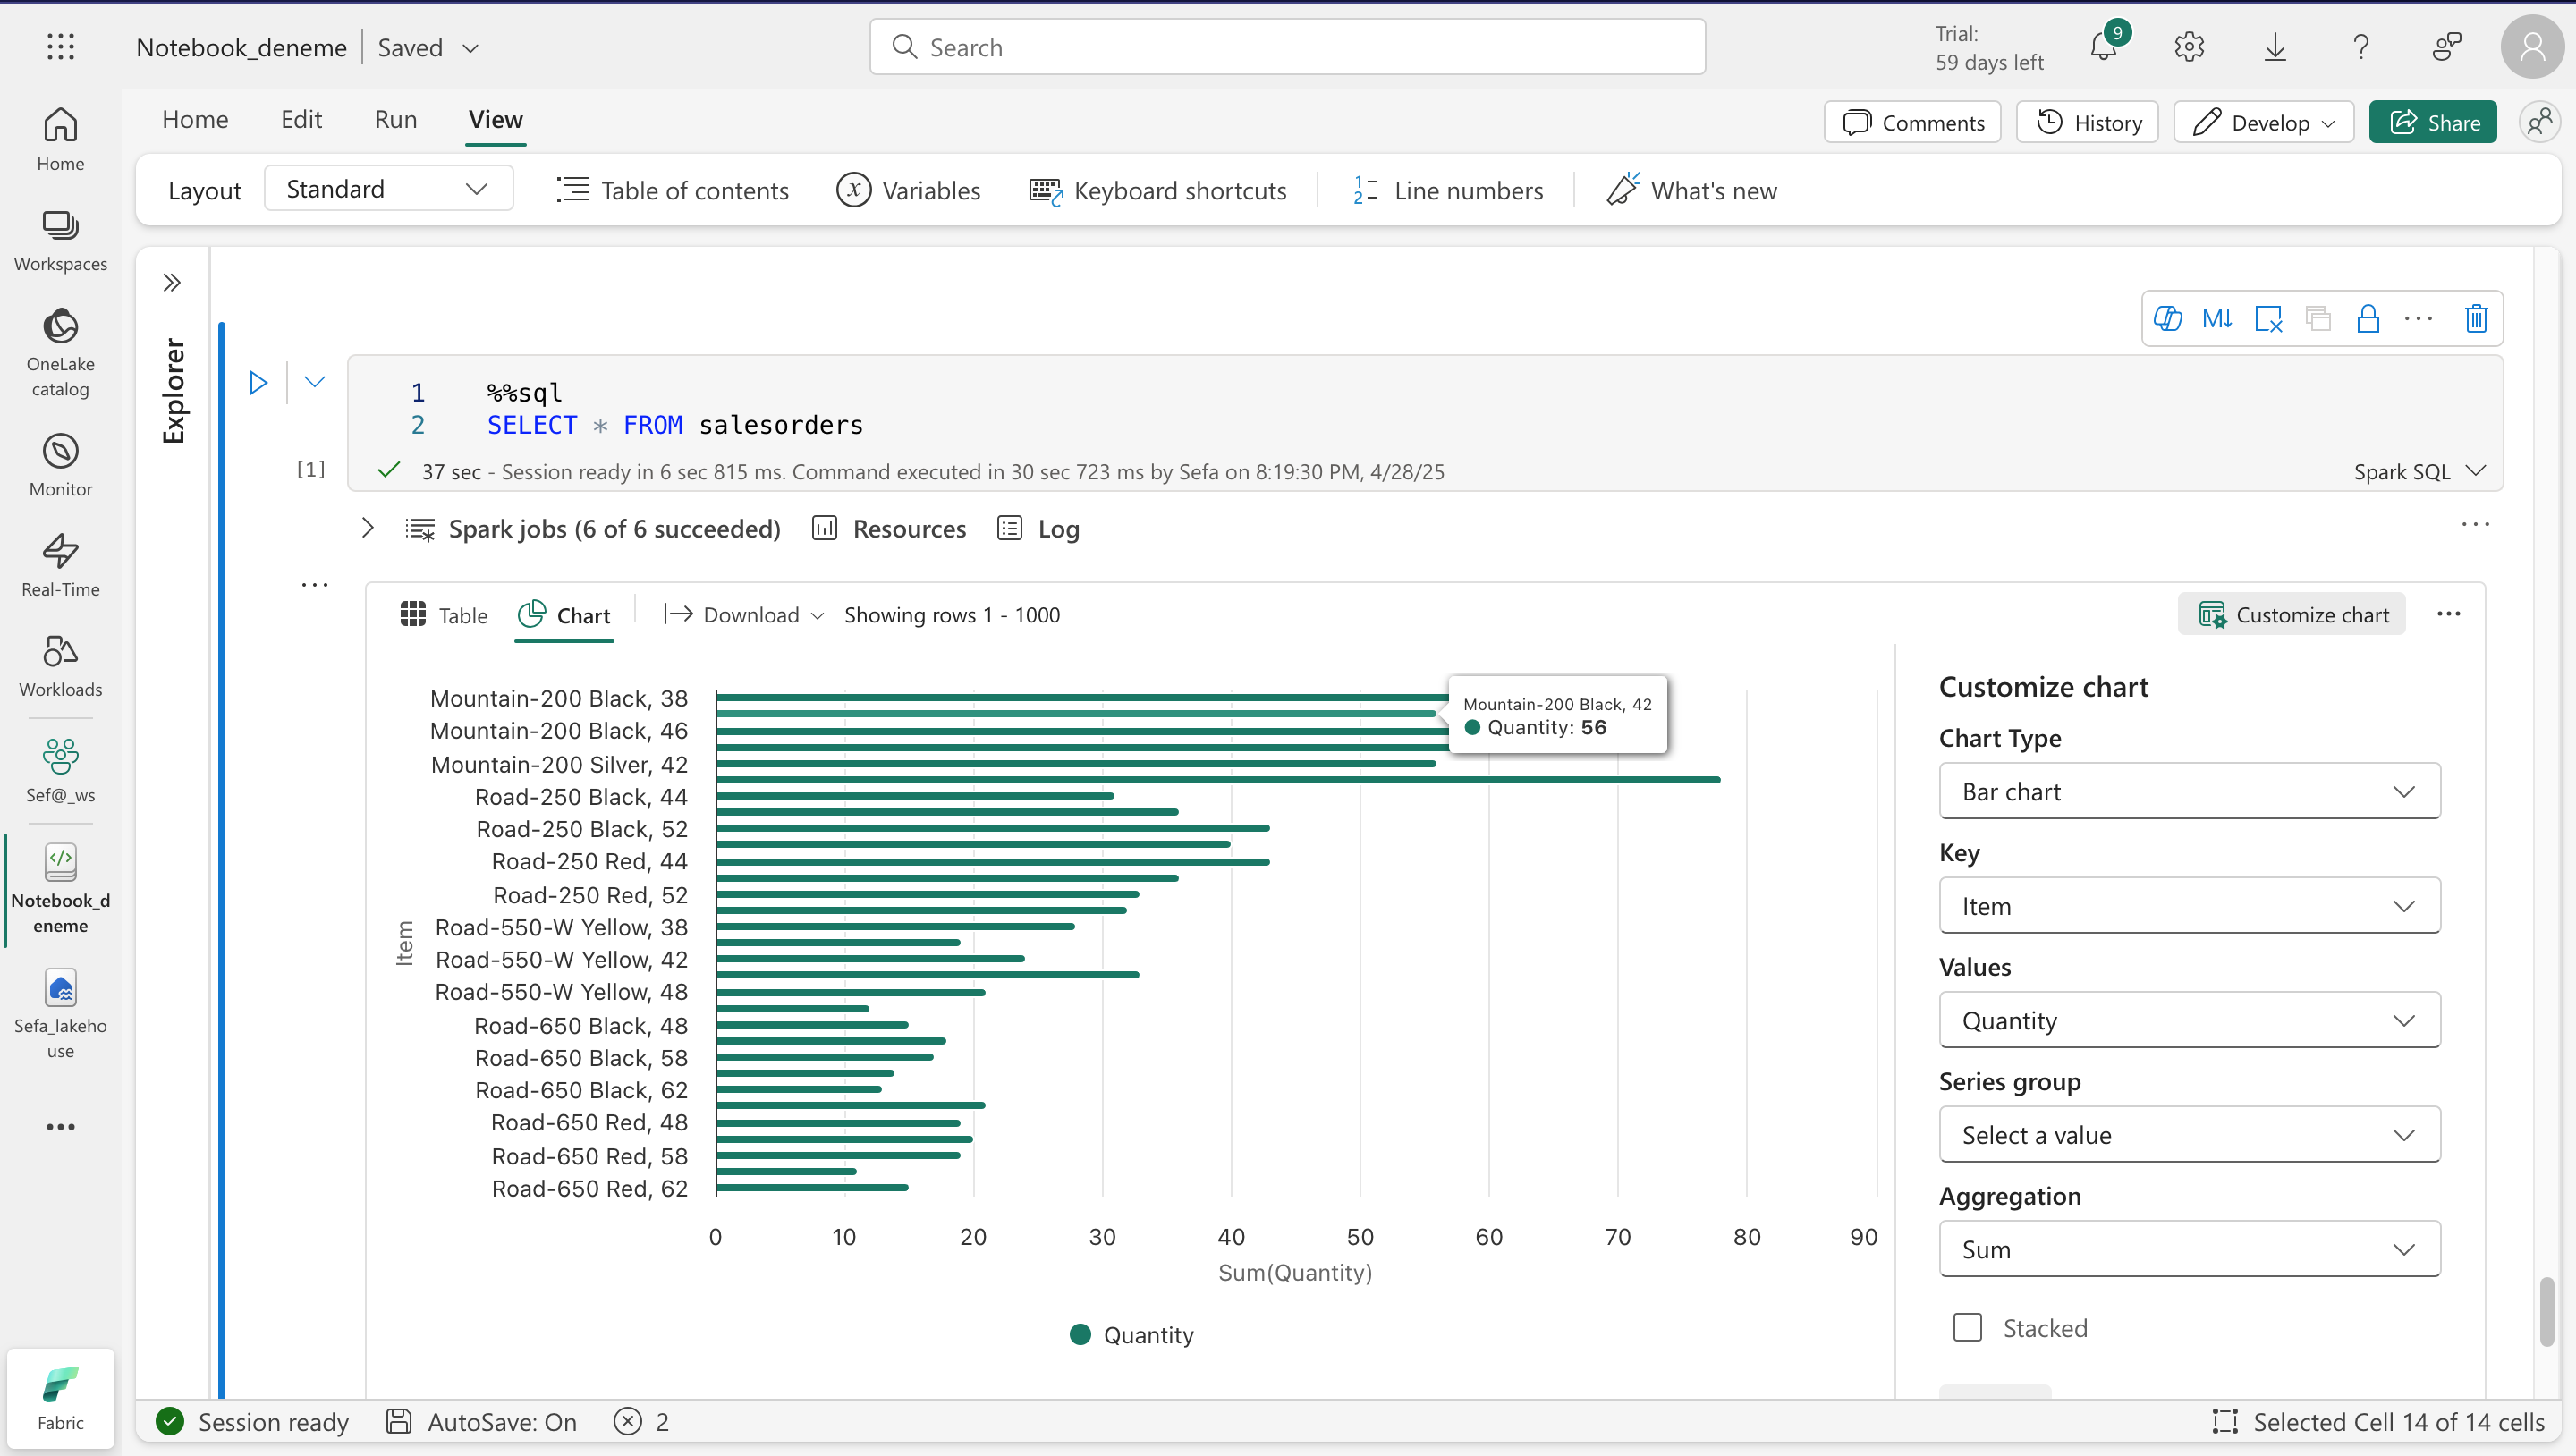 Notebook_deneme Saved
Search
Trial:
59 days left
9
Home Edit Run View
Comments History Develop Share
Layout Standard Table of contents Variables Keyboard shortcuts Line numbers What's new
Home
Workspaces
OneLake
catalog
Monitor
Real-Time
Workloads
Sef@_ws
Notebook_d
eneme
Sefa_lakeho
use
Fabric
Explorer
M↓
1 %%sql
2 SELECT * FROM salesorders
[1] 37 sec - Session ready in 6 sec 815 ms. Command executed in 30 sec 723 ms by Sefa on 8:19:30 PM, 4/28/25
Spark SQL
Spark jobs (6 of 6 succeeded) Resources Log
Table Chart Download Showing rows 1 - 1000
Customize chart
Mountain-200 Black, 38
Mountain-200 Black, 46
Mountain-200 Silver, 42
Road-250 Black, 44
Road-250 Black, 52
Road-250 Red, 44
Road-250 Red, 52
Road-550-W Yellow, 38
Road-550-W Yellow, 42
Road-550-W Yellow, 48
Road-650 Black, 48
Road-650 Black, 58
Road-650 Black, 62
Road-650 Red, 48
Road-650 Red, 58
Road-650 Red, 62
Item
Mountain-200 Black, 42
Quantity: 56
0 10 20 30 40 50 60 70 80 90
Sum(Quantity)
Quantity
Customize chart
Chart Type
Bar chart
Key
Item
Values
Quantity
Series group
Select a value
Aggregation
Sum
Stacked
Session ready AutoSave: On 2
Selected Cell 14 of 14 cells